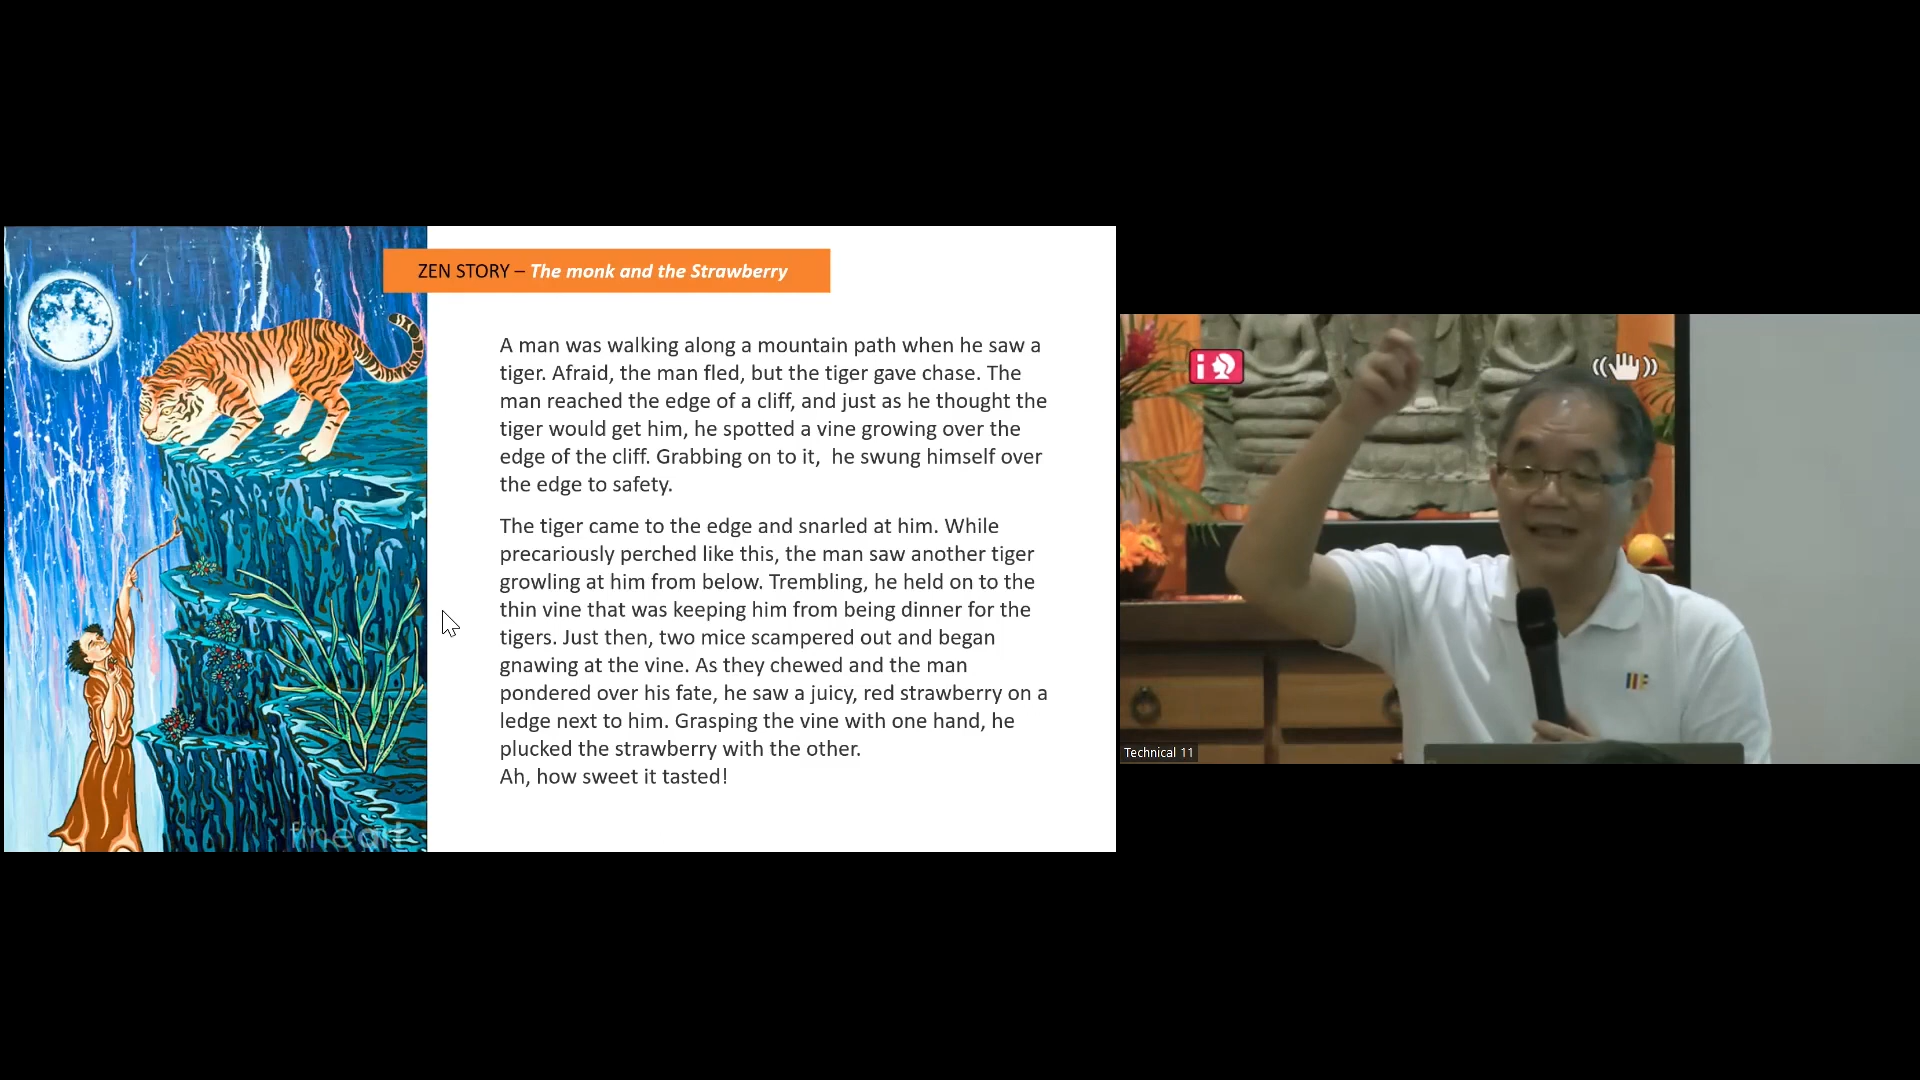 ZEN STORY – The monk and the Strawberry
A man was walking along a mountain path when he saw a
tiger. Afraid, the man fled, but the tiger gave chase. The
man reached the edge of a cliff, and just as he thought the
tiger would get him, he spotted a vine growing over the
edge of the cliff. Grabbing on to it,  he swung himself over
the edge to safety.
The tiger came to the edge and snarled at him. While
precariously perched like this, the man saw another tiger
growling at him from below. Trembling, he held on to the
thin vine that was keeping him from being dinner for the
tigers. Just then, two mice scampered out and began
gnawing at the vine. As they chewed and the man
pondered over his fate, he saw a juicy, red strawberry on a
ledge next to him. Grasping the vine with one hand, he
plucked the strawberry with the other.
Ah, how sweet it tasted!
fineart
i
Technical 11